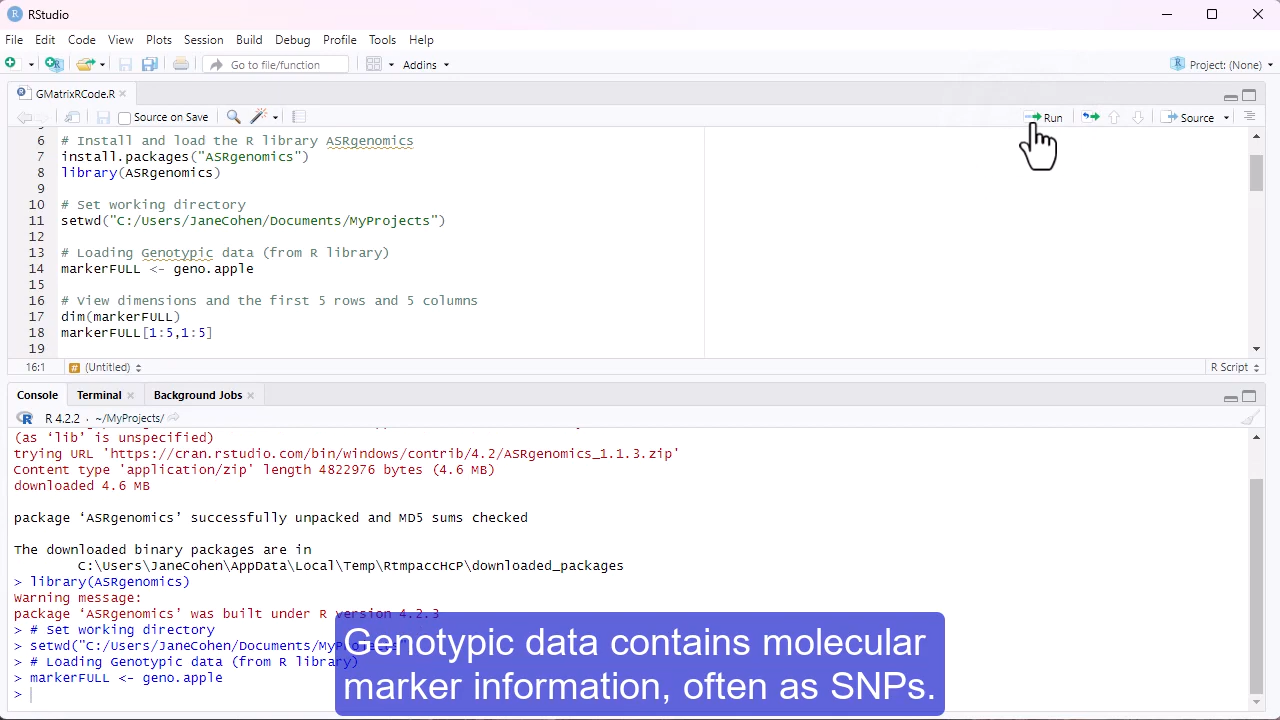 RStudio
File Edit Code View Plots Session Build Debug Profile Tools Help
Go to file/function Addins Project: (None)
GMatrixRCode.R
Source on Save Run Source
6 # Install and load the R library ASRgenomics
7 install.packages("ASRgenomics")
8 library(ASRgenomics)
9
10 # Set working directory
11 setwd("C:/Users/JaneCohen/Documents/MyProjects")
12
13 # Loading Genotypic data (from R library)
14 markerFULL <- geno.apple
15
16 # View dimensions and the first 5 rows and 5 columns
17 dim(markerFULL)
18 markerFULL[1:5,1:5]
19
16:1 # (Untitled) R Script
Console Terminal Background Jobs
R 4.2.2 · ~/MyProjects/
(as ‘lib’ is unspecified)
trying URL 'https://cran.rstudio.com/bin/windows/contrib/4.2/ASRgenomics_1.1.3.zip'
Content type 'application/zip' length 4822976 bytes (4.6 MB)
downloaded 4.6 MB
package ‘ASRgenomics’ successfully unpacked and MD5 sums checked
The downloaded binary packages are in
C:\Users\JaneCohen\AppData\Local\Temp\RtmpaccHcP\downloaded_packages
> library(ASRgenomics)
Warning message:
package ‘ASRgenomics’ was built under R version 4.2.3
> # Set working directory
> setwd("C:/Users/JaneCohen/Documents/MyProjects")
> # Loading Genotypic data (from R library)
> markerFULL <- geno.apple
>
Genotypic data contains molecular
marker information, often as SNPs.